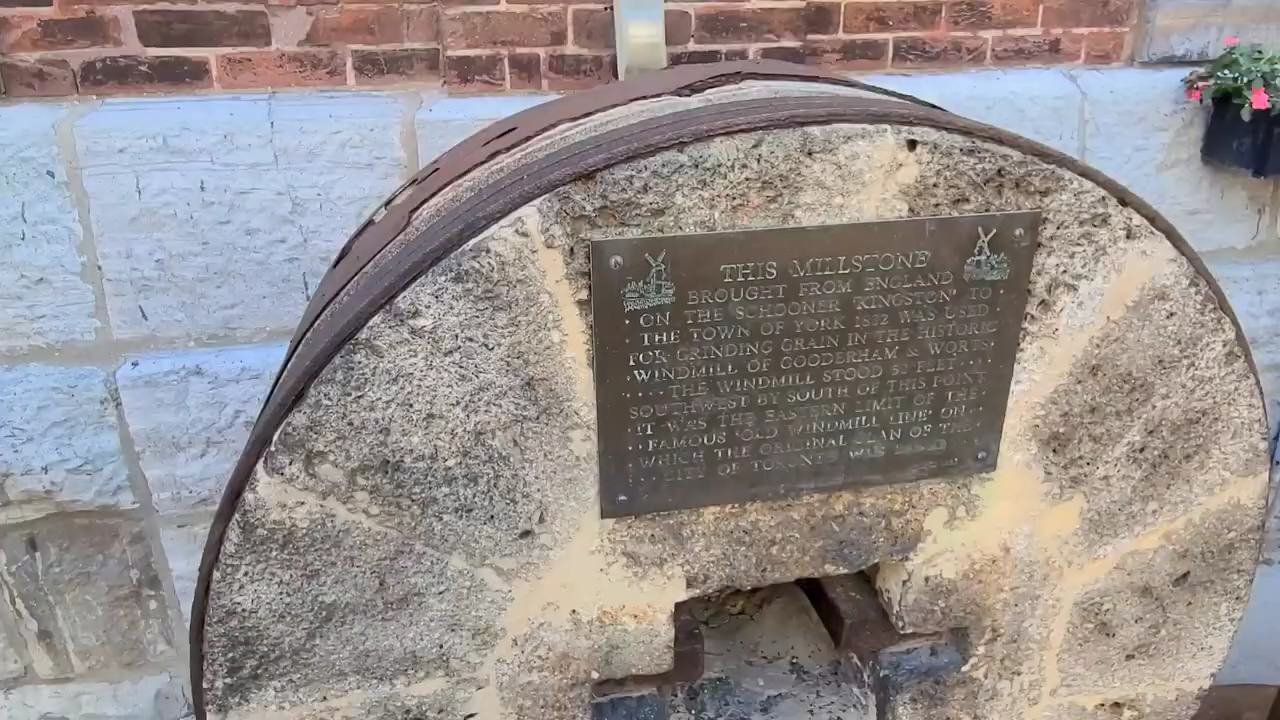 THIS MILLSTONE
BROUGHT FROM ENGLAND
· ON THE SCHOONER 'KINGSTON' TO ·
· THE TOWN OF YORK 1832 WAS USED ·
FOR GRINDING GRAIN IN THE HISTORIC
· WINDMILL OF GOODERHAM & WORTS ·
· · · · THE WINDMILL STOOD 52 FEET · · ·
SOUTHWEST BY SOUTH OF THIS POINT
· IT WAS THE EASTERN LIMIT OF THE ·
· · FAMOUS 'OLD WINDMILL LINE' ON · ·
· WHICH THE ORIGINAL PLAN OF THE ·
· · · CITY OF TORONTO WAS